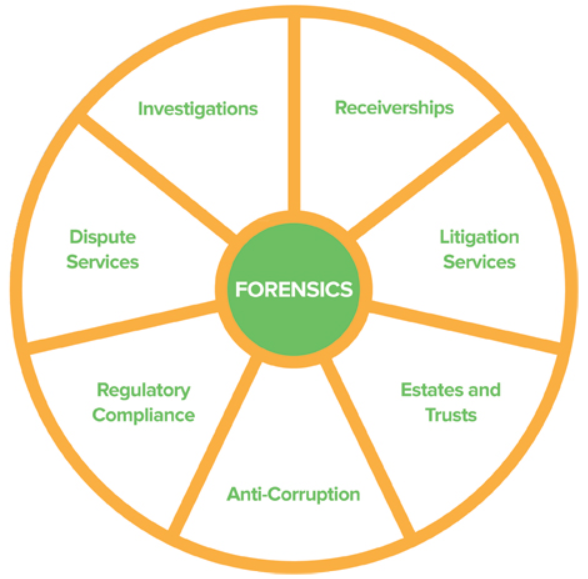 Investigations
Receiverships
Dispute
Services
Litigation
Services
FORENSICS
Regulatory
Compliance
Estates and
Trusts
Anti-Corruption